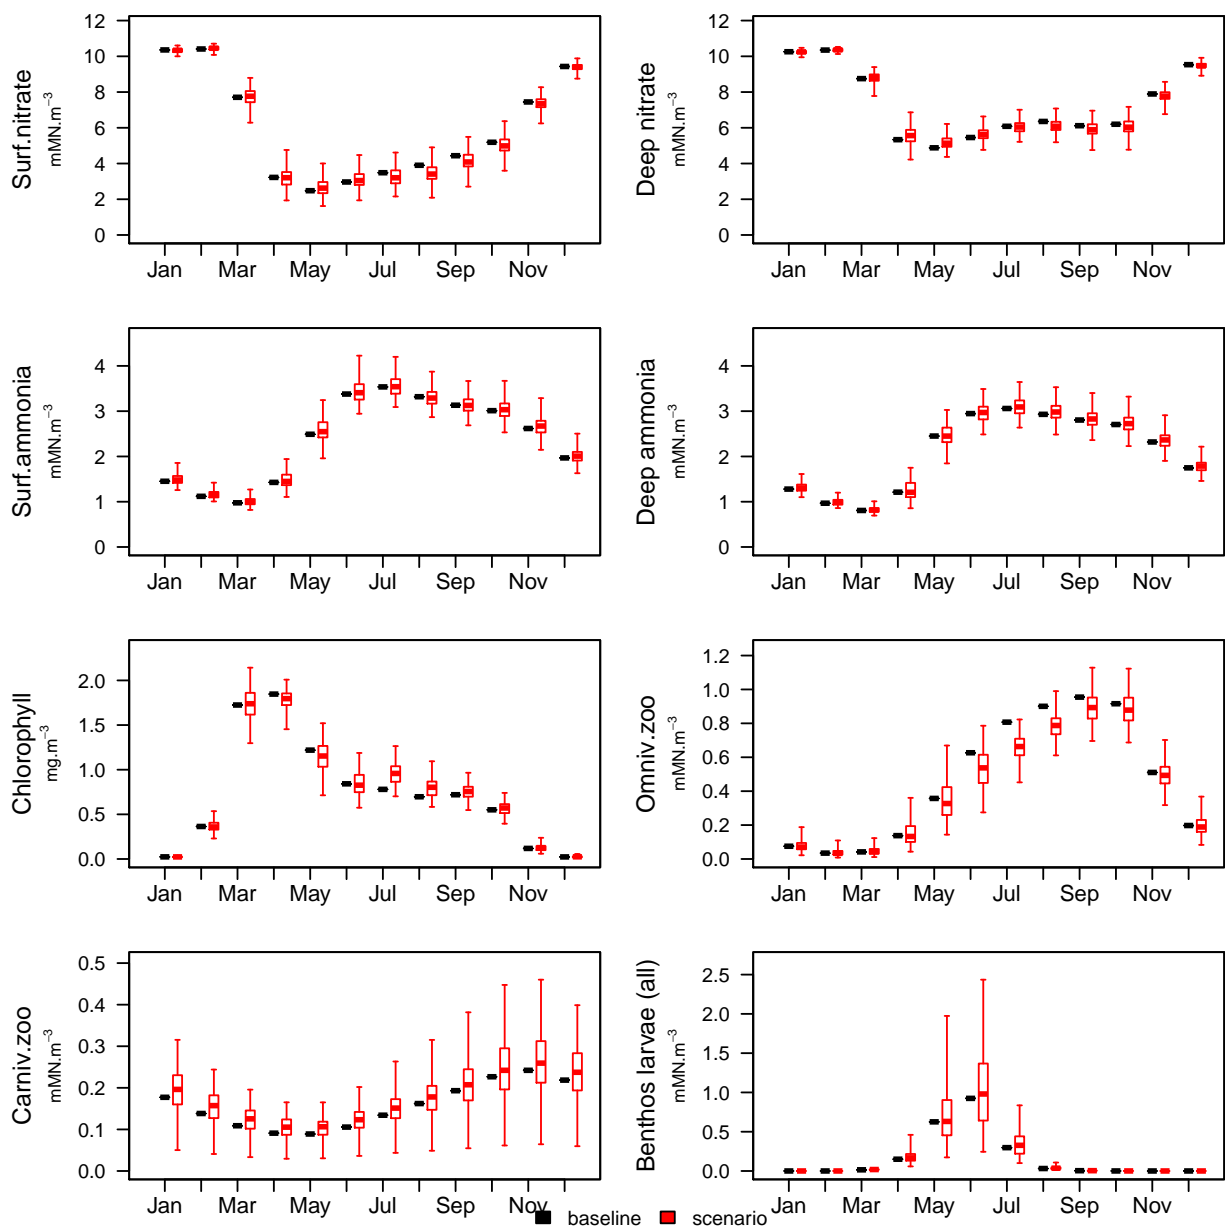 Surf.nitrate
mMN.m−3
12
10
8
6
4
2
0
Jan Mar May Jul Sep Nov
Deep nitrate
mMN.m−3
12
10
8
6
4
2
0
Jan Mar May Jul Sep Nov
Surf.ammonia
mMN.m−3
4
3
2
1
0
Jan Mar May Jul Sep Nov
Deep ammonia
mMN.m−3
4
3
2
1
0
Jan Mar May Jul Sep Nov
Chlorophyll
mg.m−3
2.0
1.5
1.0
0.5
0.0
Jan Mar May Jul Sep Nov
Omniv.zoo
mMN.m−3
1.2
1.0
0.8
0.6
0.4
0.2
0.0
Jan Mar May Jul Sep Nov
Carniv.zoo
mMN.m−3
0.5
0.4
0.3
0.2
0.1
0.0
Jan Mar May Jul Sep Nov
Benthos larvae (all)
mMN.m−3
2.5
2.0
1.5
1.0
0.5
0.0
Jan Mar May Jul Sep Nov
baseline scenario